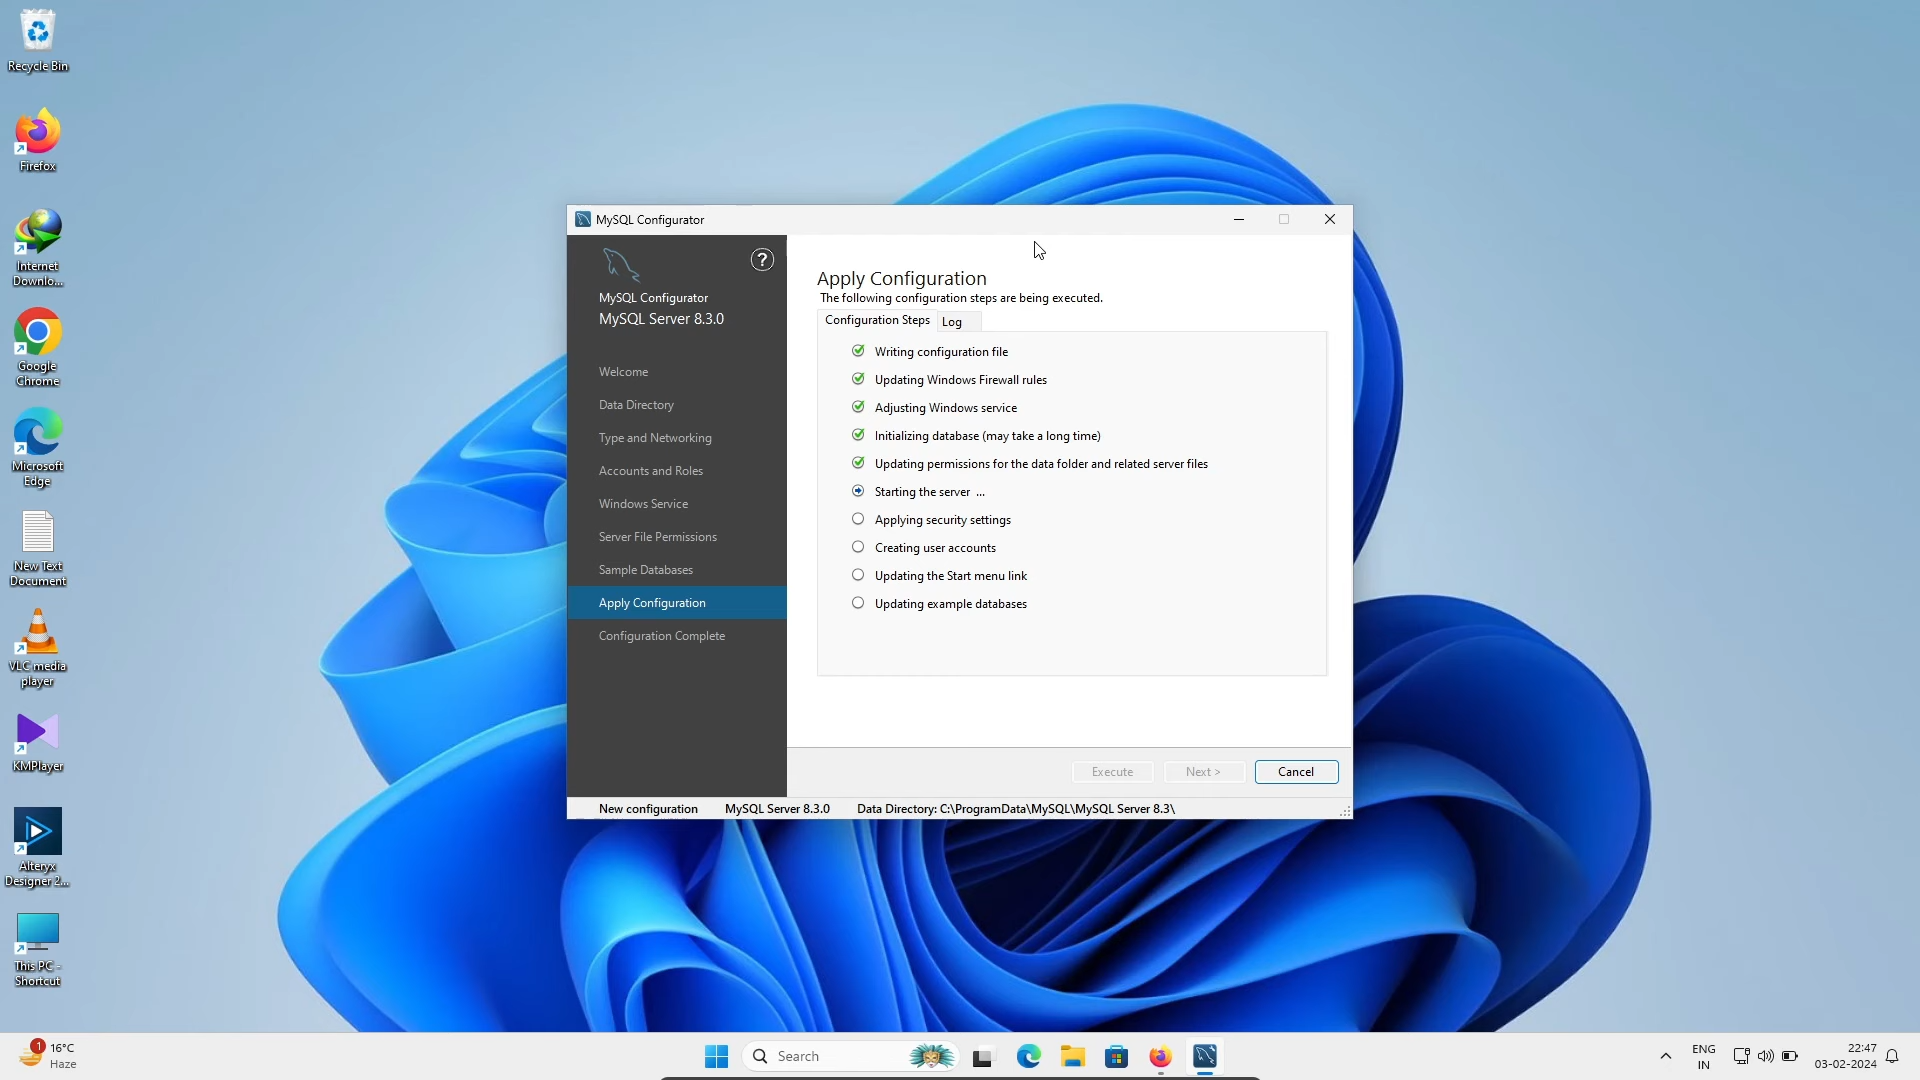 Recycle Bin
Firefox
Internet
Downlo...
Google
Chrome
Microsoft
Edge
New Text
Document
VLC media
player
KMPlayer
Alteryx
Designer 2...
This PC -
Shortcut
MySQL Configurator
?
MySQL Configurator
MySQL Server 8.3.0
Welcome
Data Directory
Type and Networking
Accounts and Roles
Windows Service
Server File Permissions
Sample Databases
Apply Configuration
Configuration Complete
Apply Configuration
The following configuration steps are being executed.
Configuration Steps Log
Writing configuration file
Updating Windows Firewall rules
Adjusting Windows service
Initializing database (may take a long time)
Updating permissions for the data folder and related server files
Starting the server ...
Applying security settings
Creating user accounts
Updating the Start menu link
Updating example databases
Execute Next > Cancel
New configuration MySQL Server 8.3.0 Data Directory: C:\ProgramData\MySQL\MySQL Server 8.3\
1
16°C
Haze
Search
ENG
IN
22:47
03-02-2024